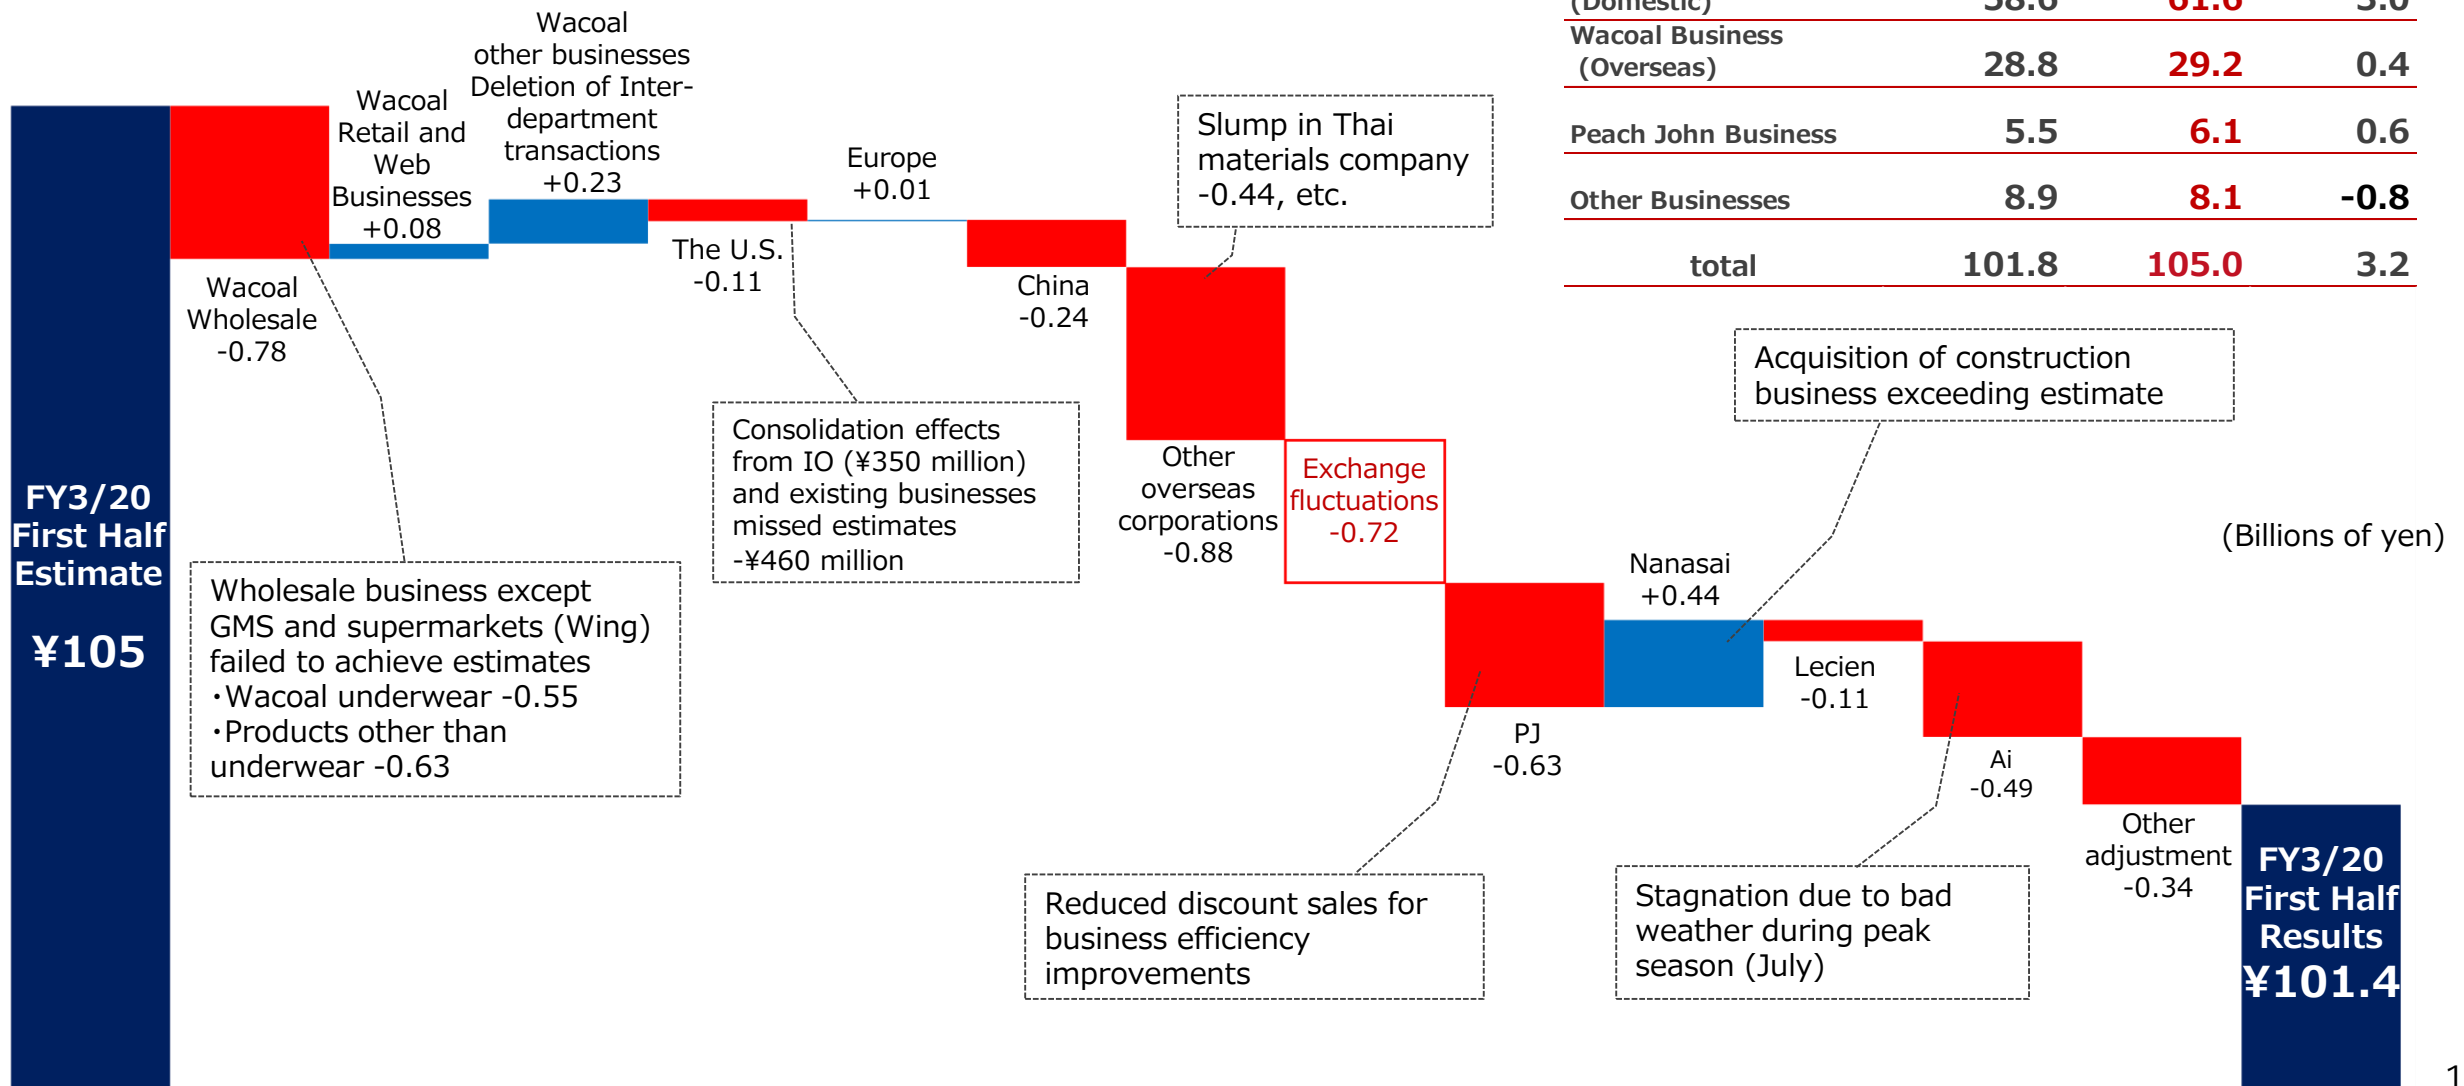 (Domestic) 58.6 61.6 3.0
Wacoal Business
(Overseas) 28.8 29.2 0.4
Peach John Business 5.5 6.1 0.6
Other Businesses 8.9 8.1 -0.8
total 101.8 105.0 3.2
FY3/20
First Half
Estimate
¥105
Wacoal
Wholesale
-0.78
Wacoal
Retail and
Web
Businesses
+0.08
Wacoal
other businesses
Deletion of Inter-
department
transactions
+0.23
The U.S.
-0.11
Europe
+0.01
China
-0.24
Slump in Thai
materials company
-0.44, etc.
Other
overseas
corporations
-0.88
Exchange
fluctuations
-0.72
Acquisition of construction
business exceeding estimate
Consolidation effects
from IO (¥350 million)
and existing businesses
missed estimates
-¥460 million
Wholesale business except
GMS and supermarkets (Wing)
failed to achieve estimates
・Wacoal underwear -0.55
・Products other than
underwear -0.63
(Billions of yen)
PJ
-0.63
Nanasai
+0.44
Lecien
-0.11
Ai
-0.49
Other
adjustment
-0.34
Reduced discount sales for
business efficiency
improvements
Stagnation due to bad
weather during peak
season (July)
FY3/20
First Half
Results
¥101.4
1